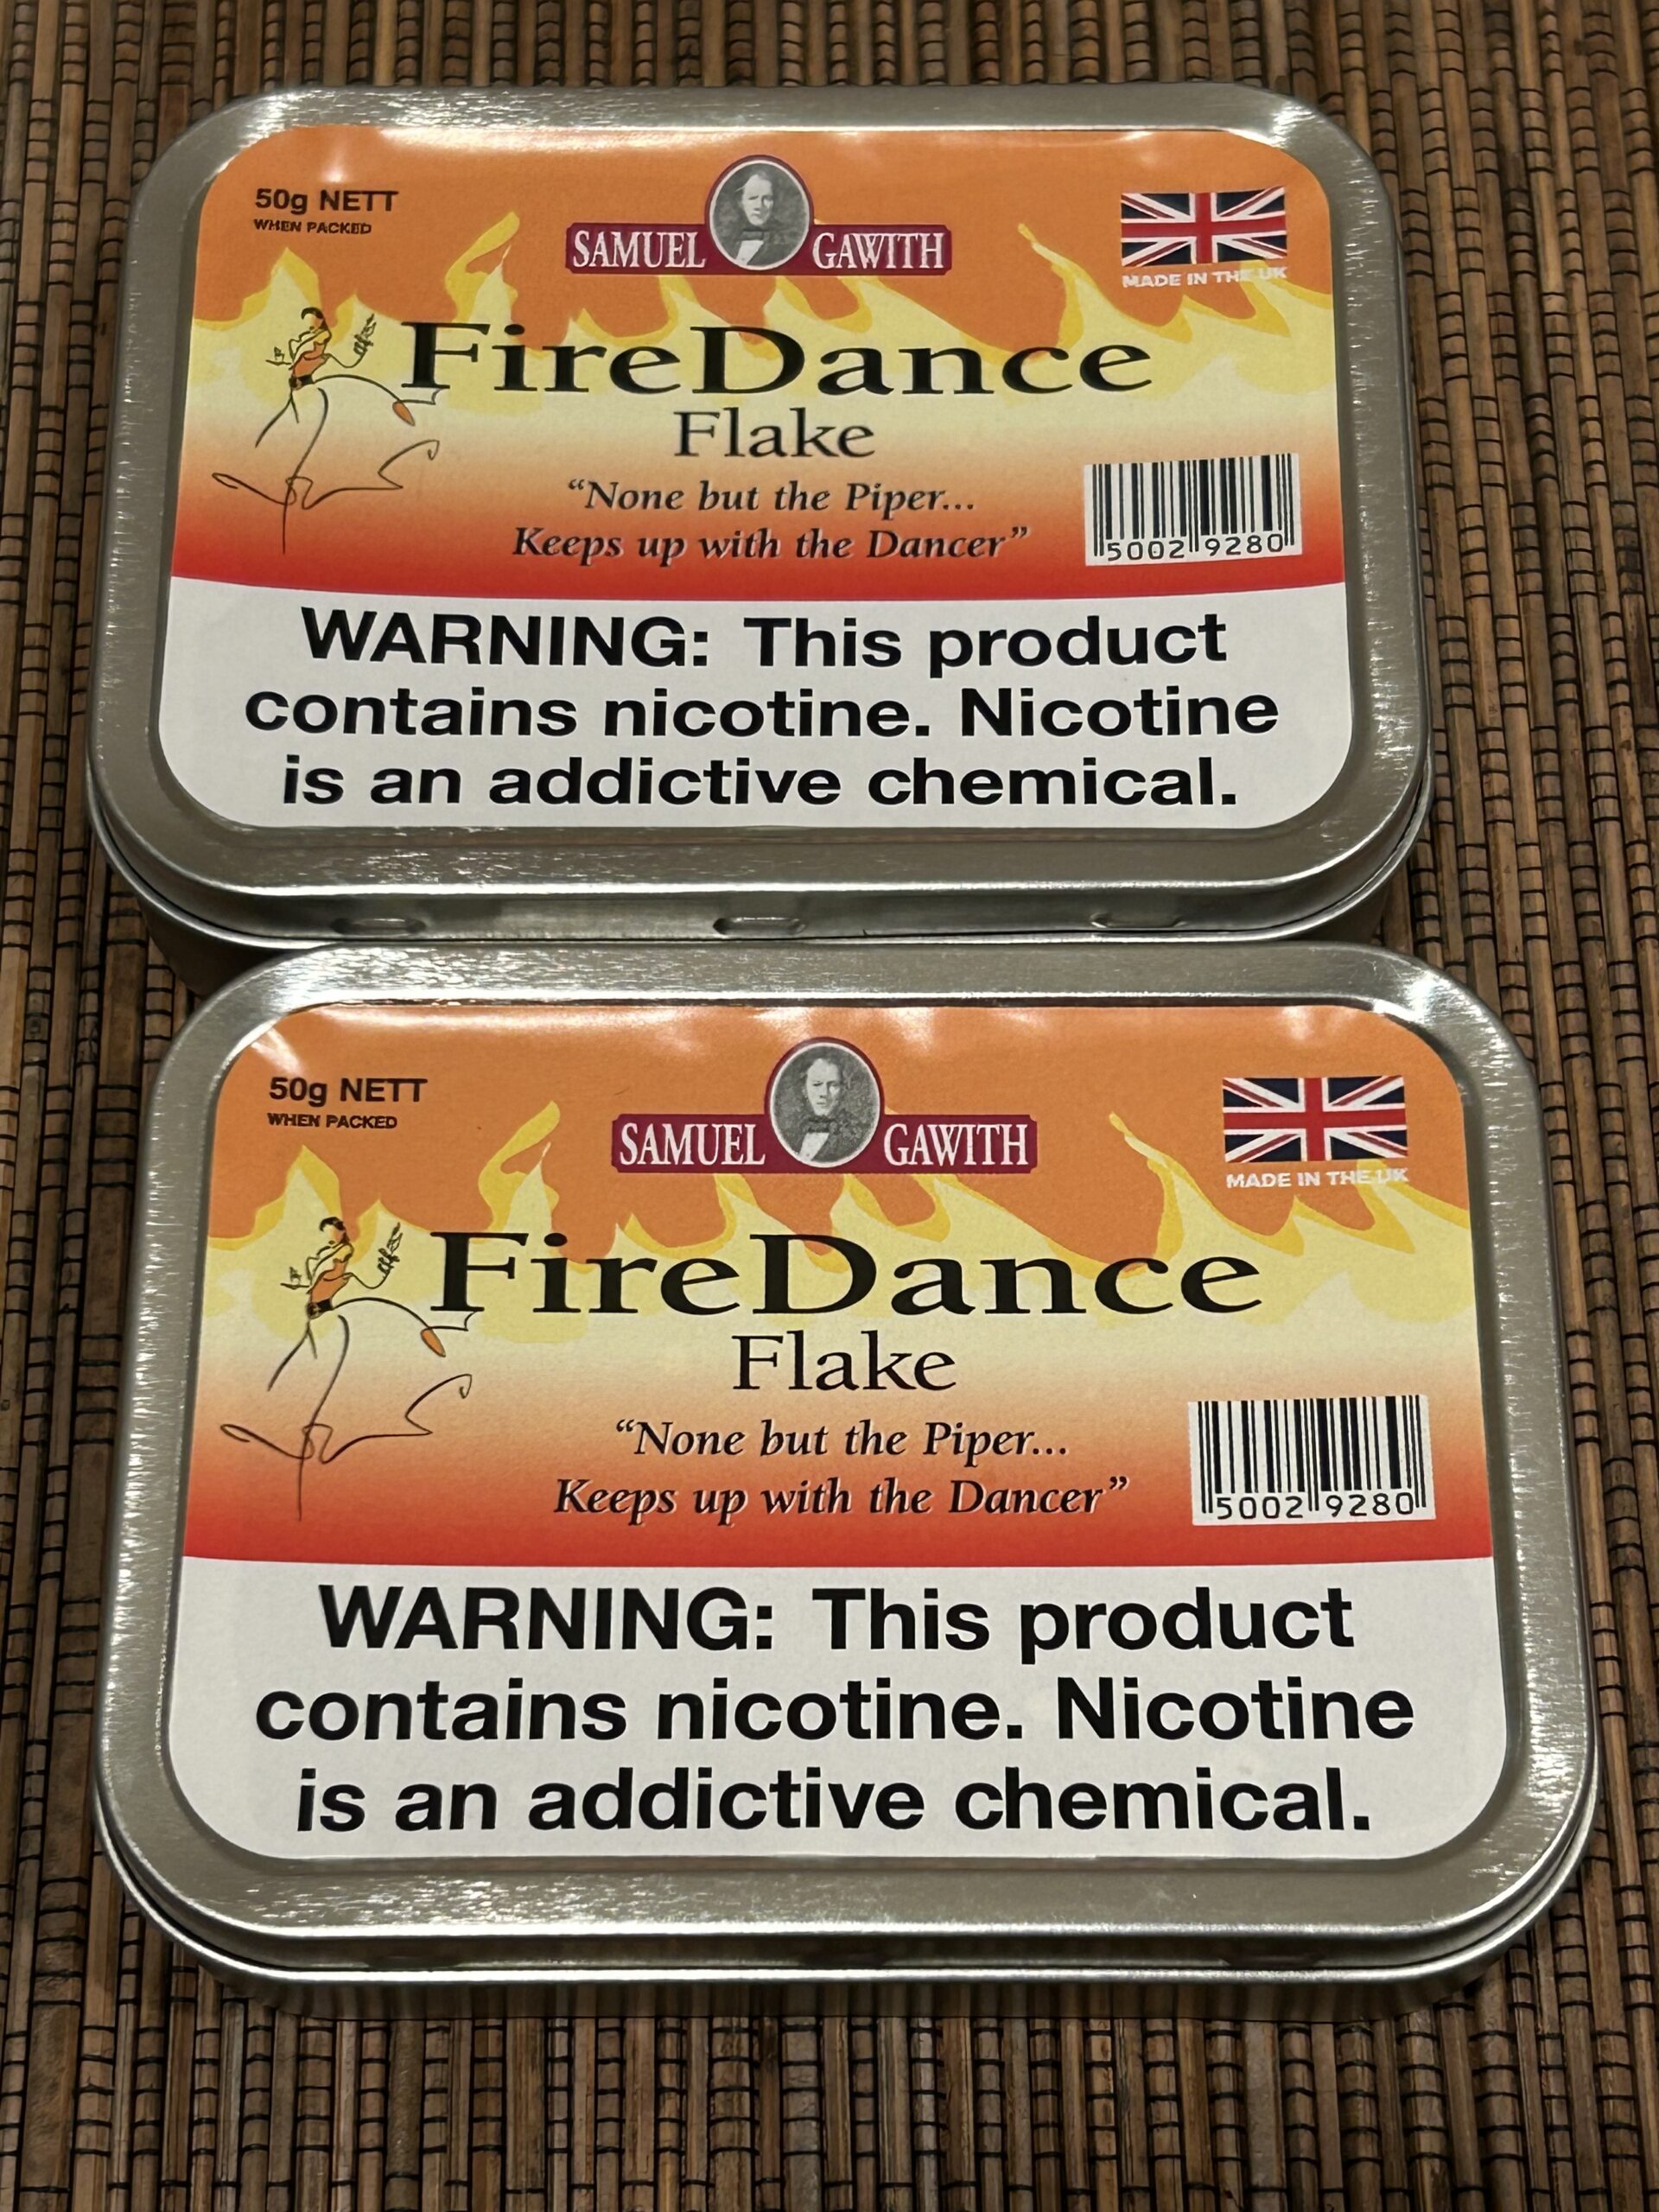 50g NETT
WHEN PACKED
SAMUEL GAWITH
MADE IN THE UK
FireDance
Flake
“None but the Piper...
Keeps up with the Dancer”
5002 9280
WARNING: This product
contains nicotine. Nicotine
is an addictive chemical.
50g NETT
WHEN PACKED
SAMUEL GAWITH
MADE IN THE UK
FireDance
Flake
“None but the Piper...
Keeps up with the Dancer”
5002 9280
WARNING: This product
contains nicotine. Nicotine
is an addictive chemical.